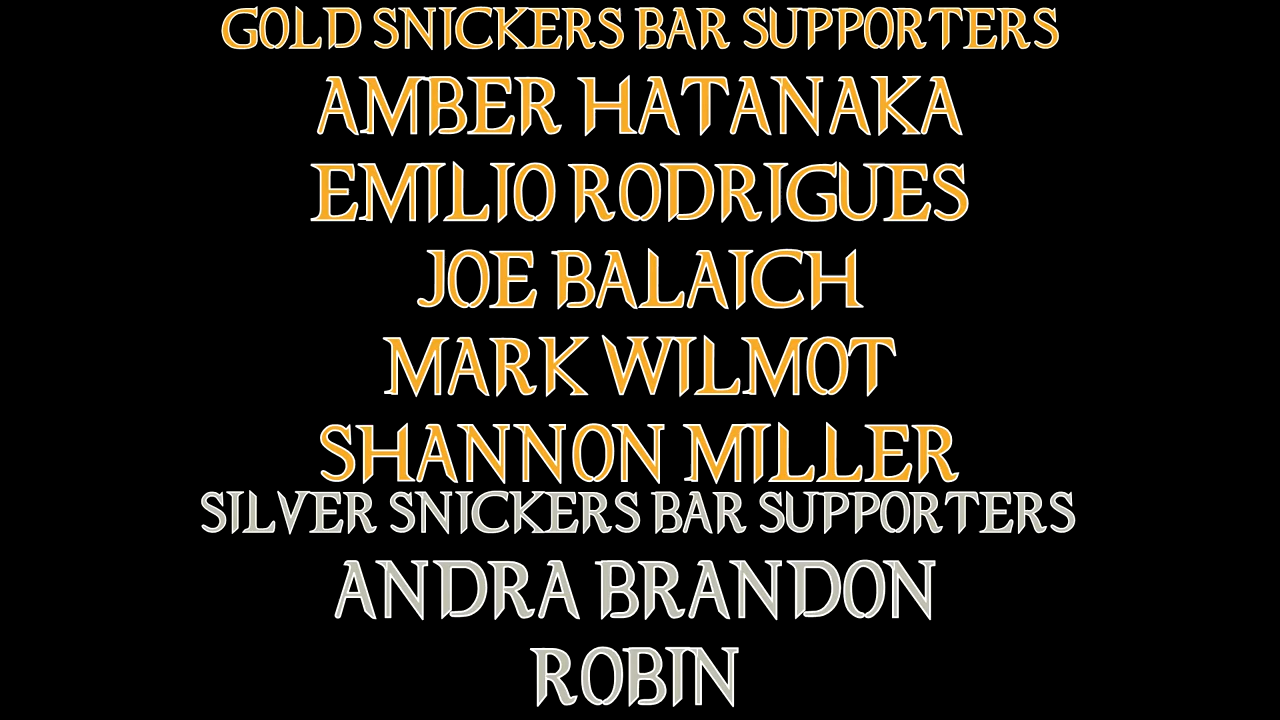 GOLD SNICKERS BAR SUPPORTERS
AMBER HATANAKA
EMILIO RODRIGUES
JOE BALAICH
MARK WILMOT
SHANNON MILLER
SILVER SNICKERS BAR SUPPORTERS
ANDRA BRANDON
ROBIN